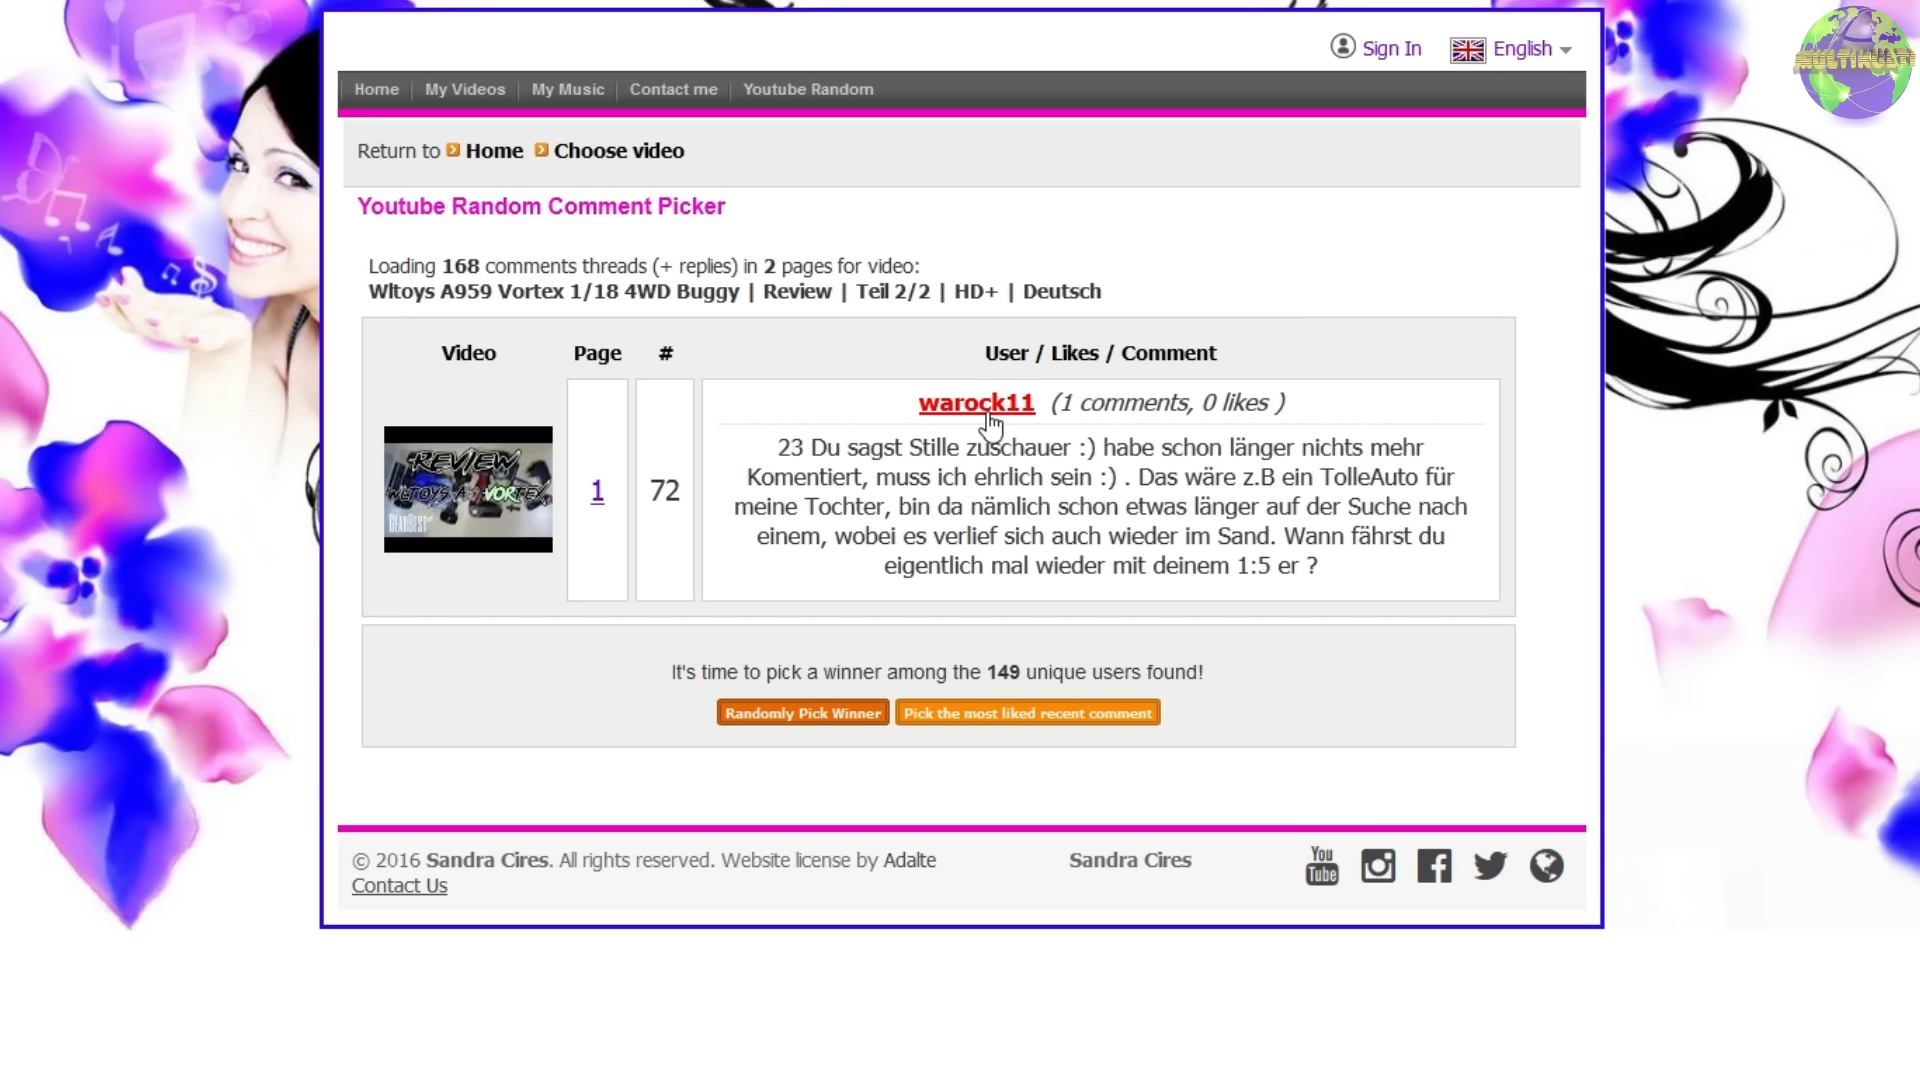 Sign In English
MULTIKUSTI
Home My Videos My Music Contact me Youtube Random
Return to Home Choose video
Youtube Random Comment Picker
Loading 168 comments threads (+ replies) in 2 pages for video:
Wltoys A959 Vortex 1/18 4WD Buggy | Review | Teil 2/2 | HD+ | Deutsch
Video Page # User / Likes / Comment
warock11 (1 comments, 0 likes )
REVIEW
GEARBEST
1 72
23 Du sagst Stille zuschauer :) habe schon länger nichts mehr
Komentiert, muss ich ehrlich sein :) . Das wäre z.B ein TolleAuto für
meine Tochter, bin da nämlich schon etwas länger auf der Suche nach
einem, wobei es verlief sich auch wieder im Sand. Wann fährst du
eigentlich mal wieder mit deinem 1:5 er ?
It's time to pick a winner among the 149 unique users found!
Randomly Pick Winner Pick the most liked recent comment
© 2016 Sandra Cires. All rights reserved. Website license by Adalte
Contact Us
Sandra Cires
You
Tube